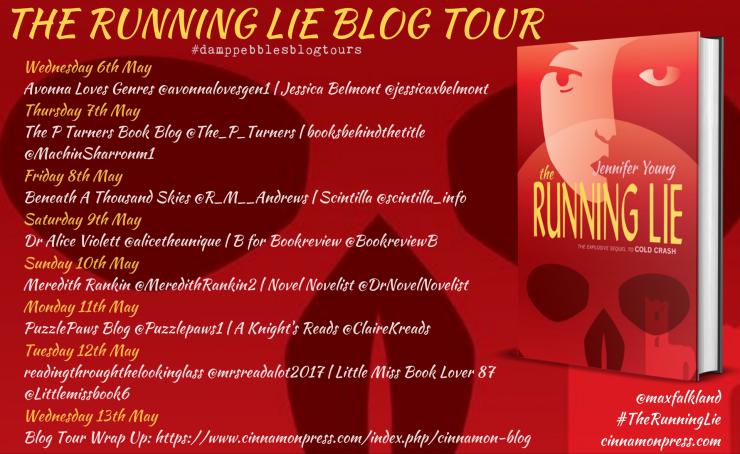 THE RUNNING LIE BLOG TOUR
#damppebblesblogtours
Wednesday 6th May
Avonna Loves Genres @avonnalovesgen1 | Jessica Belmont @jessicaxbelmont
Thursday 7th May
The P Turners Book Blog @The_P_Turners | booksbehindthetitle
@MachinSharronm1
Friday 8th May
Beneath A Thousand Skies @R_M__Andrews | Scintilla @scintilla_info
Saturday 9th May
Dr Alice Violett @alicetheunique | B for Bookreview @BookreviewB
Sunday 10th May
Meredith Rankin @MeredithRankin2 | Novel Novelist @DrNovelNovelist
Monday 11th May
PuzzlePaws Blog @Puzzlepaws1 | A Knight's Reads @ClaireKreads
Tuesday 12th May
readingthroughthelookinglass @mrsreadalot2017 | Little Miss Book Lover 87
@Littlemissbook6
Wednesday 13th May
Blog Tour Wrap Up: https://www.cinnamonpress.com/index.php/cinnamon-blog
Jennifer Young
the
RUNNING LIE
THE EXPLOSIVE SEQUEL TO COLD CRASH
@maxfalkland
#TheRunningLie
cinnamonpress.com